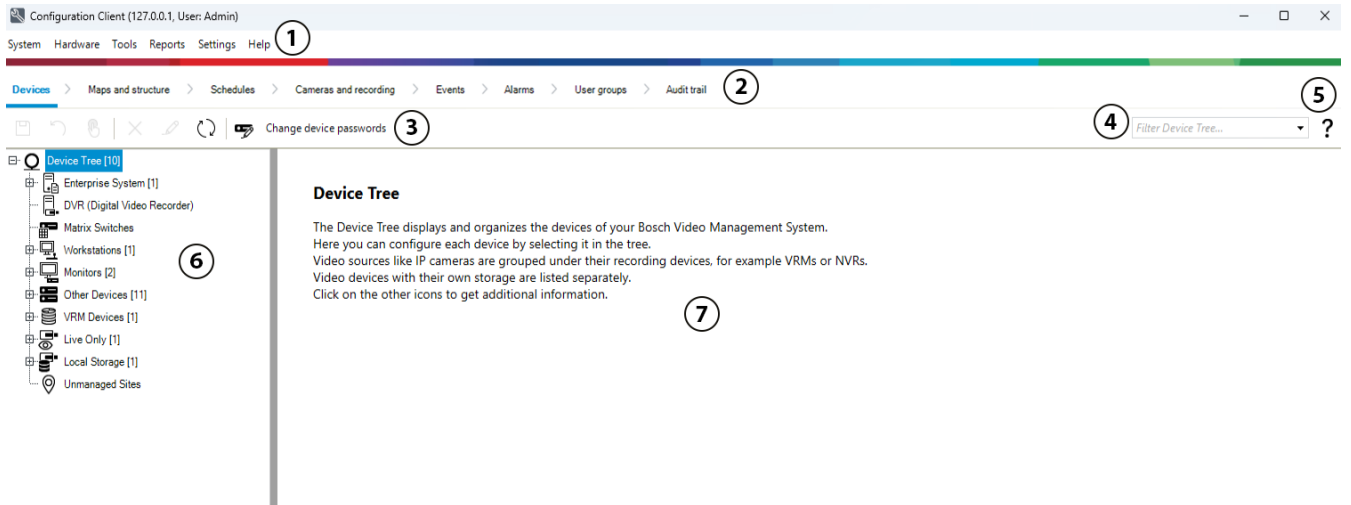 Configuration Client (127.0.0.1, User: Admin)
System Hardware Tools Reports Settings Help 1
Devices Maps and structure Schedules Cameras and recording Events Alarms User groups Audit trail 2
5
Change device passwords 3
4 Filter Device Tree... ?
Device Tree [10]
Enterprise System [1]
DVR (Digital Video Recorder)
Matrix Switches
Workstations [1]
6
Monitors [2]
Other Devices [11]
VRM Devices [1]
Live Only [1]
Local Storage [1]
Unmanaged Sites
Device Tree
The Device Tree displays and organizes the devices of your Bosch Video Management System.
Here you can configure each device by selecting it in the tree.
Video sources like IP cameras are grouped under their recording devices, for example VRMs or NVRs.
Video devices with their own storage are listed separately.
Click on the other icons to get additional information.
7